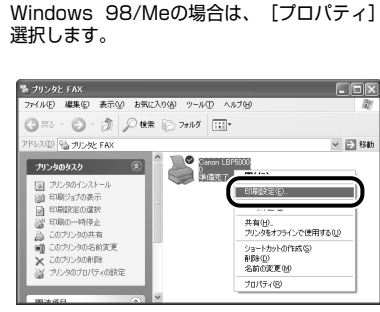 Windows 98/Meの場合は、［プロパティ］
選択します。
プリンタと FAX
ファイル(F) 編集(E) 表示(V) お気に入り(A) ツール(T) ヘルプ(H)
戻る 検索 フォルダ
アドレス(D) プリンタと FAX 移動
プリンタのタスク
プリンタのインストール
印刷ジョブの表示
印刷設定の選択
印刷の一時停止
このプリンタの共有
このプリンタの名前変更
このプリンタの削除
プリンタのプロパティの設定
関連項目
Canon LBP5000
0
準備完了
印刷設定(E)...
共有(H)...
プリンタをオフラインで使用する(U)
ショートカットの作成(S)
削除(D)
名前の変更(M)
プロパティ(R)